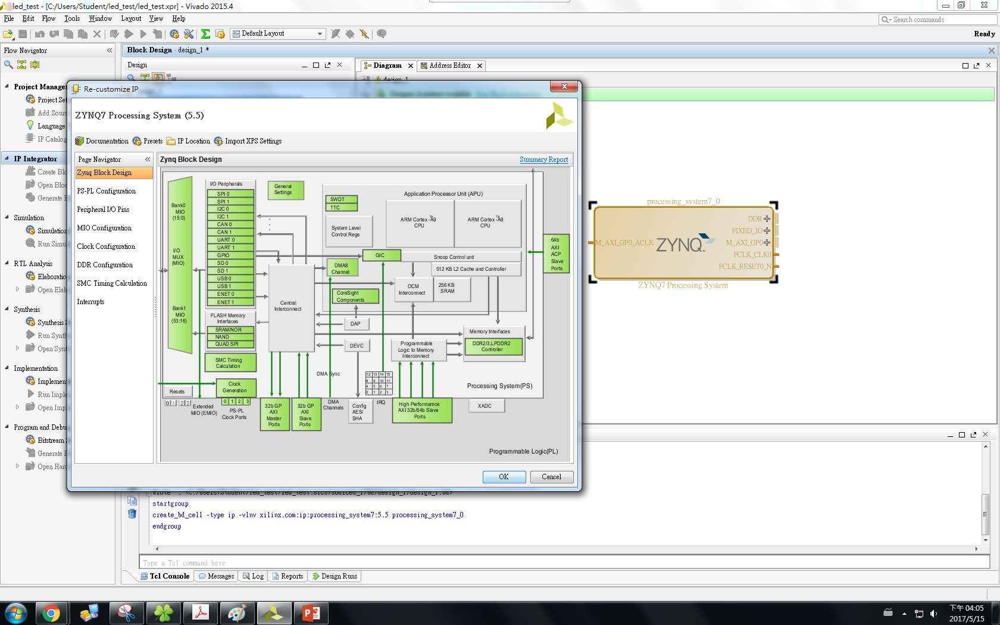 led_test - [C:/Users/Student/led_test/led_test.xpr] - Vivado 2015.4
File Edit Flow Tools Window Layout View Help
Search commands
Default Layout
Ready
Flow Navigator
Block Design - design_1 *
Design
Diagram
Address Editor
design_1
Project Manager
Project Set
Add Sourc
Language
IP Catalog
IP Integrator
Create Blo
Open Bloc
Generate B
Simulation
Simulation
Run Simu
RTL Analysis
Elaboratio
Open Elab
Synthesis
Synthesis S
Run Synth
Open Synt
Implementation
Implemen
Run Imple
Open Impl
Program and Debu
Bitstream S
Generate B
Open Hard
Re-customize IP
ZYNQ7 Processing System (5.5)
Documentation Presets IP Location Import XPS Settings
Page Navigator
Zynq Block Design
PS-PL Configuration
Peripheral I/O Pins
MIO Configuration
Clock Configuration
DDR Configuration
SMC Timing Calculation
Interrupts
Zynq Block Design
Summary Report
Bank0
MIO
(15:0)
I/O
MUX
(MIO)
Bank1
MIO
(53:16)
I/O Peripherals
SPI 0
SPI 1
I2C 0
I2C 1
CAN 0
CAN 1
UART 0
UART 1
GPIO
SD 0
SD 1
USB 0
USB 1
ENET 0
ENET 1
FLASH Memory
Interfaces
SRAM/NOR
NAND
QUAD SPI
SMC Timing
Calculation
General
Settings
Application Processor Unit (APU)
SWDT
TTC
System Level
Control Regs
ARM Cortex -A9
CPU
ARM Cortex -A9
CPU
GIC
Snoop Control unit
DMA8
Channel
512 KB L2 Cache and Controller
OCM
Interconnect
256 KB
SRAM
CoreSight
Components
Central
Interconnect
DAP
DEVC
Programmable
Logic to Memory
Interconnect
Memory Interfaces
DDR2/3,LPDDR2
Controller
64b
AXI
ACP
Slave
Ports
DMA Sync
12 13 14 15
8 9 10 11
4 5 6 7
0 1 2 3
Processing System(PS)
Resets
Clock
Generation
0 1 2 3
0 1 2 3
Extended
MIO (EMIO)
PS-PL
Clock Ports
32b GP
AXI
Master
Ports
32b GP
AXI
Slave
Ports
DMA
Channels
Config
AES/
SHA
IRQ
High Performance
AXI 32b/64b Slave
Ports
XADC
Programmable Logic(PL)
OK
Cancel
processing_system7_0
DDR
FIXED_IO
M_AXI_GP0_ACLK
ZYNQ
M_AXI_GP0
FCLK_CLK0
FCLK_RESET0_N
ZYNQ7 Processing System
Wrote : <C:/Users/Student/led_test/led_test.srcs/sources_1/bd/design_1/design_1.bd>
startgroup
create_bd_cell -type ip -vlnv xilinx.com:ip:processing_system7:5.5 processing_system7_0
endgroup
Type a Tcl command here
Tcl Console
Messages
Log
Reports
Design Runs
下午 04:05
2017/5/15